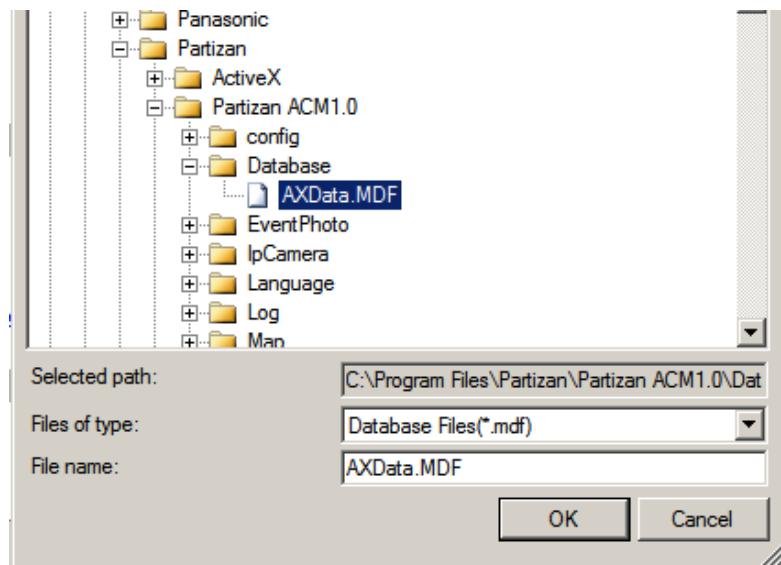 Panasonic
Partizan
ActiveX
Partizan ACM1.0
config
Database
AXData.MDF
EventPhoto
IpCamera
Language
Log
Map
Selected path:
C:\Program Files\Partizan\Partizan ACM1.0\Dat
Files of type:
Database Files(*.mdf)
File name:
AXData.MDF
OK Cancel